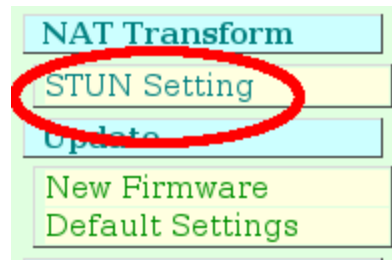 NAT Transform
STUN Setting
Update
New Firmware
Default Settings